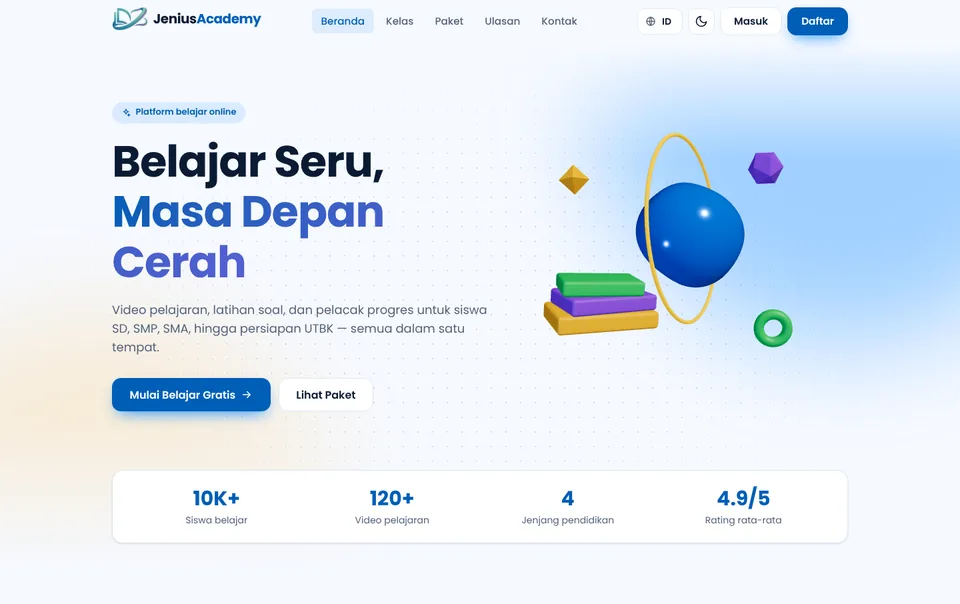 JeniusAcademy
Beranda
Kelas
Paket
Ulasan
Kontak
ID
Masuk
Daftar
Platform belajar online
Belajar Seru,
Masa Depan
Cerah
Video pelajaran, latihan soal, dan pelacak progres untuk siswa
SD, SMP, SMA, hingga persiapan UTBK — semua dalam satu
tempat.
Mulai Belajar Gratis →
Lihat Paket
10K+
Siswa belajar
120+
Video pelajaran
4
Jenjang pendidikan
4.9/5
Rating rata-rata